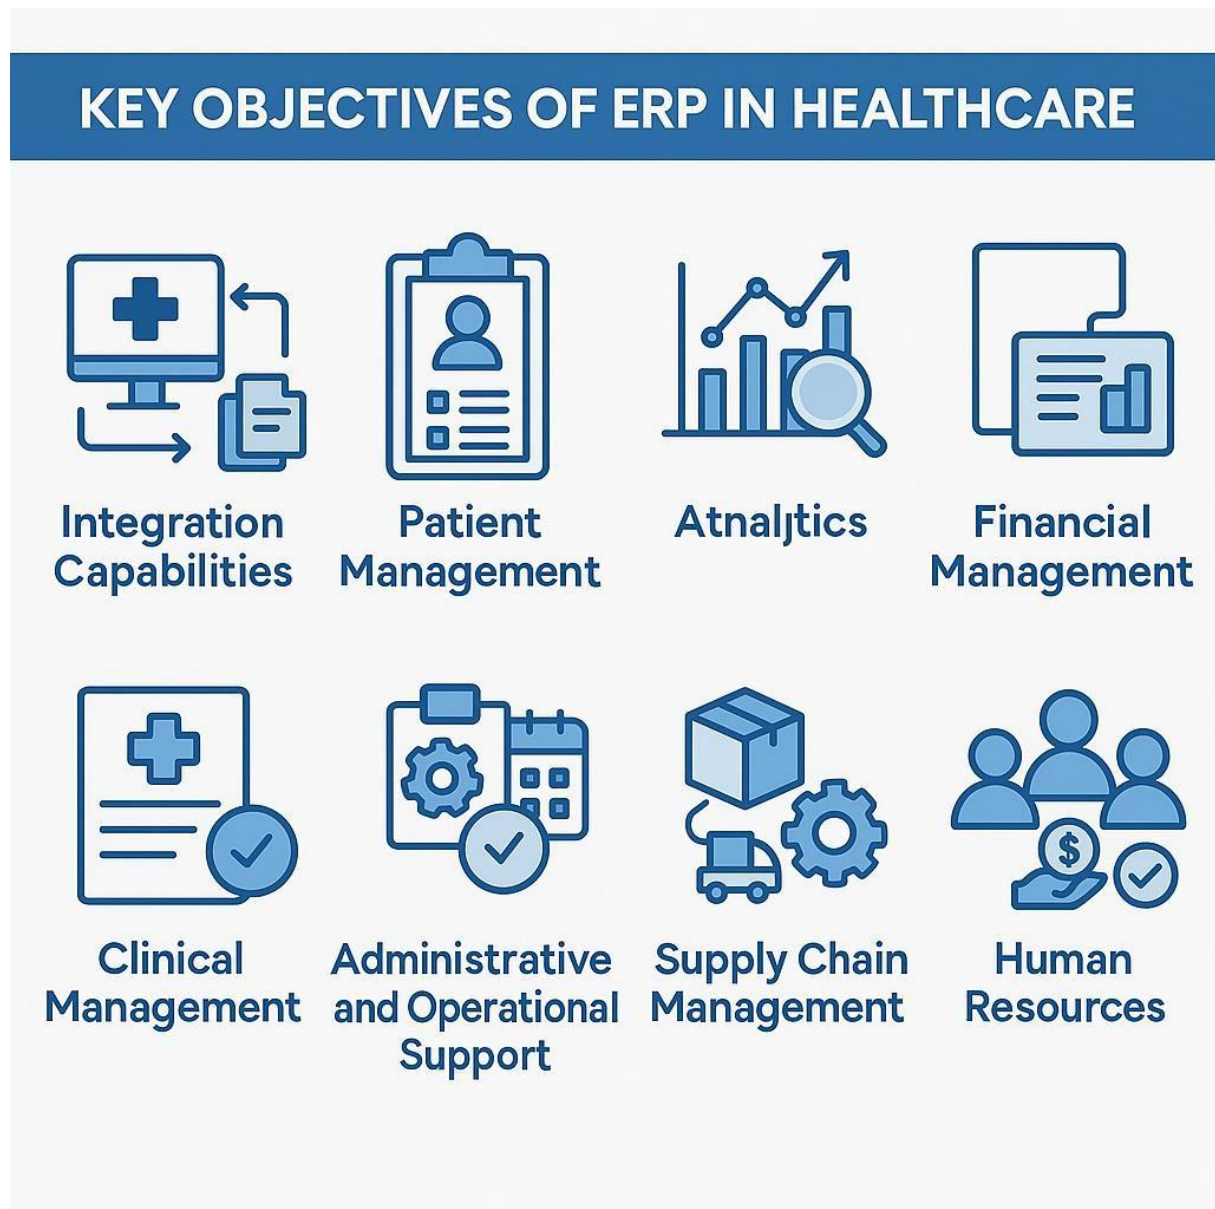 KEY OBJECTIVES OF ERP IN HEALTHCARE
Integration
Capabilities
Patient
Management
Atnaljtics
Financial
Management
$
Clinical
Management
Administrative
and Operational
Support
Supply Chain
Management
Human
Resources